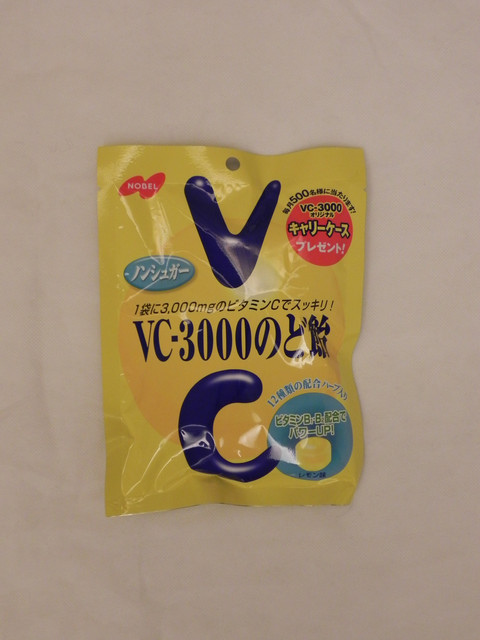 NOBEL
V
毎月500名様に当たります!
VC-3000
オリジナル
キャリーケース
プレゼント!
ノンシュガー
1袋に3,000mgのビタミンCでスッキリ!
VC-3000のど飴
C
12種類の配合ハーブ入り
ビタミンB₁・B₂配合で
パワーUP!
レモン味